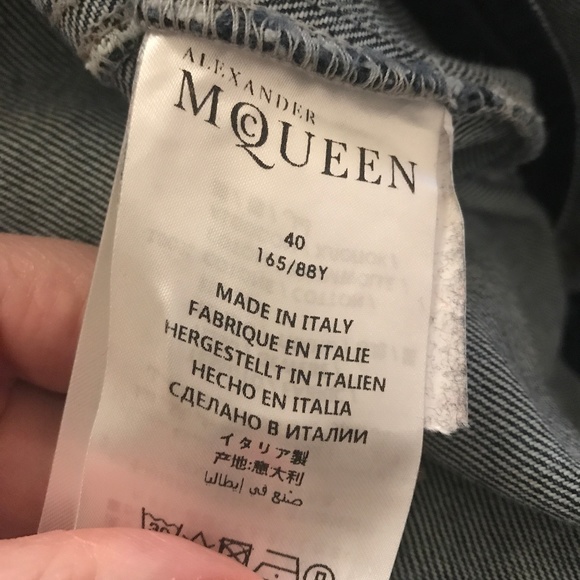 ALEXANDER
McQUEEN
40
165/88Y
MADE IN ITALY
FABRIQUE EN ITALIE
HERGESTELLT IN ITALIEN
HECHO EN ITALIA
СДЕЛАНО В ИТАЛИИ
イタリア製
产地:意大利
صنع في إيطاليا